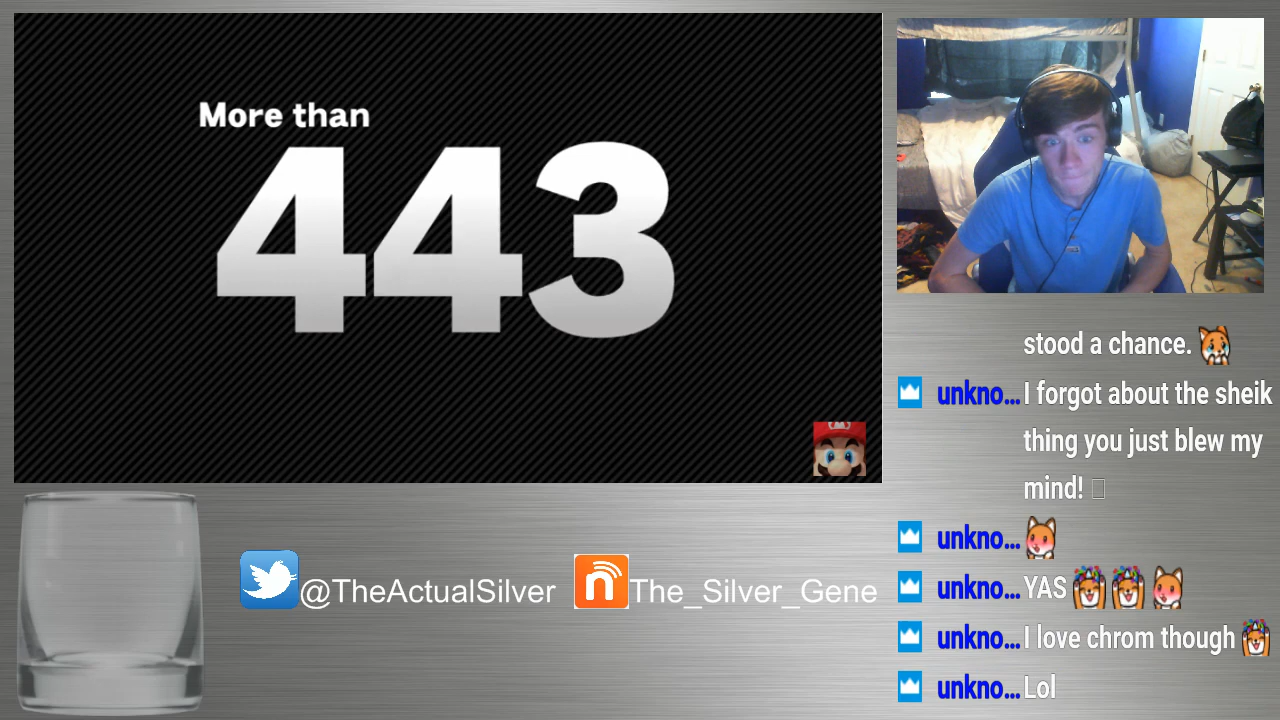 More than
443
stood a chance.
unkno... I forgot about the sheik
thing you just blew my
mind!
unkno...
unkno... YAS
unkno... I love chrom though
unkno... Lol
@TheActualSilver
The_Silver_Gene